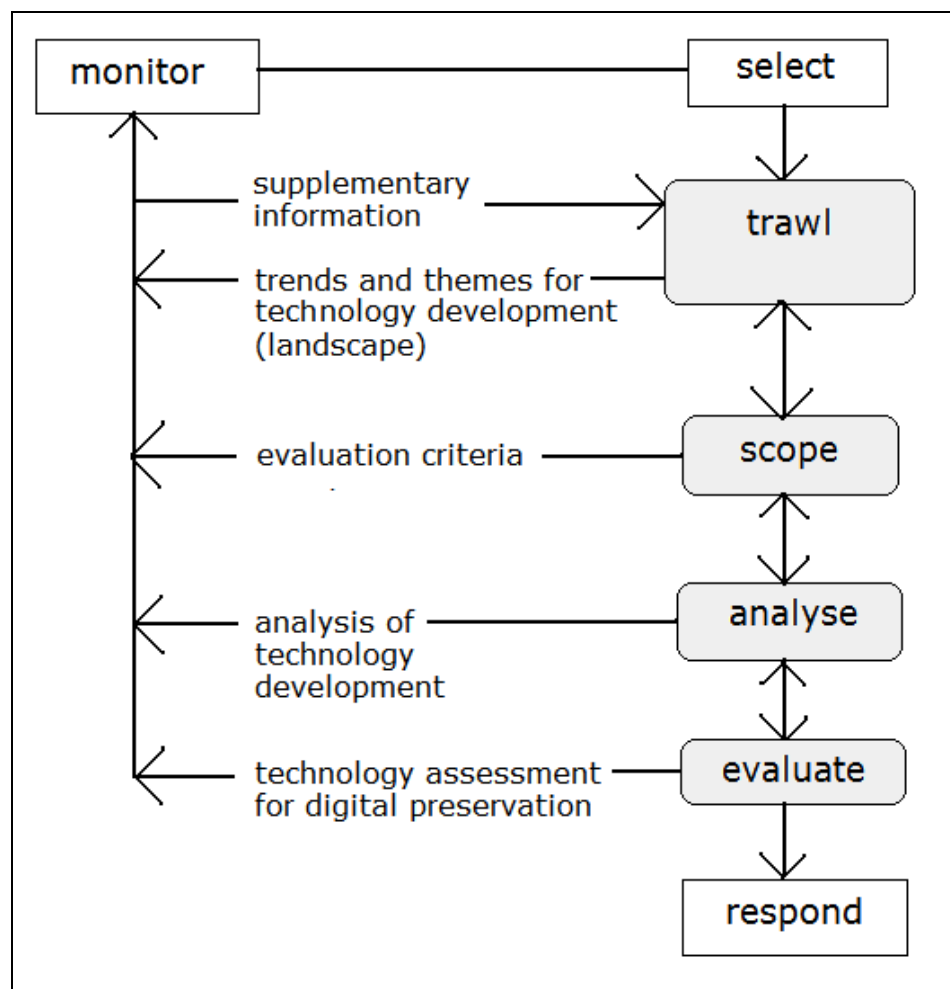 monitor
select
supplementary
information
trawl
trends and themes for
technology development
(landscape)
evaluation criteria
scope
analysis of
technology
development
analyse
technology assessment
for digital preservation
evaluate
respond